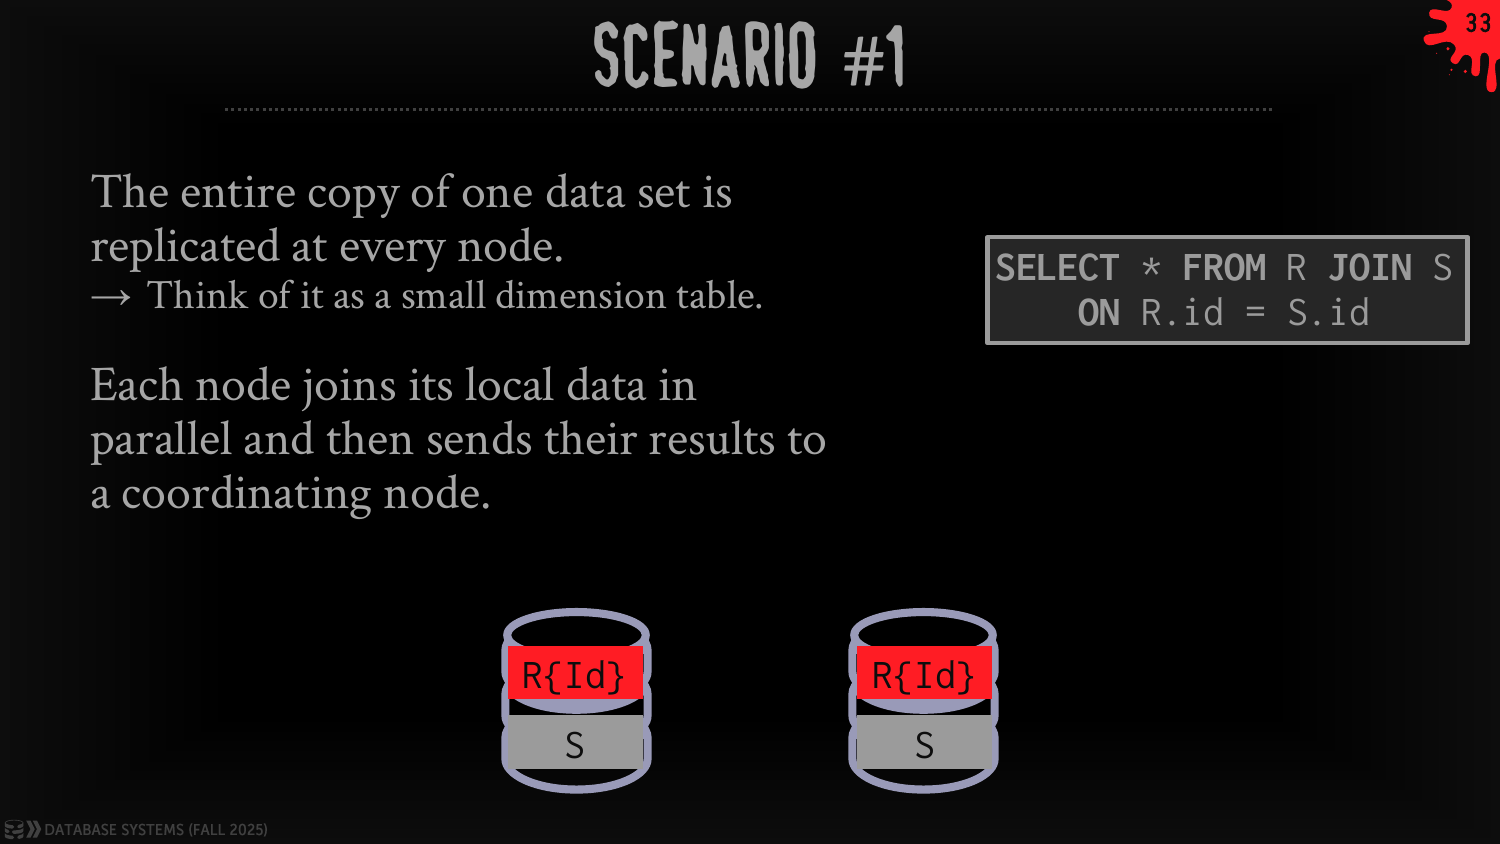 SCENARIO #1
33
The entire copy of one data set is
replicated at every node.
→ Think of it as a small dimension table.
SELECT * FROM R JOIN S
ON R.id = S.id
Each node joins its local data in
parallel and then sends their results to
a coordinating node.
R{Id}
R{Id}
S
S
DATABASE SYSTEMS (FALL 2025)